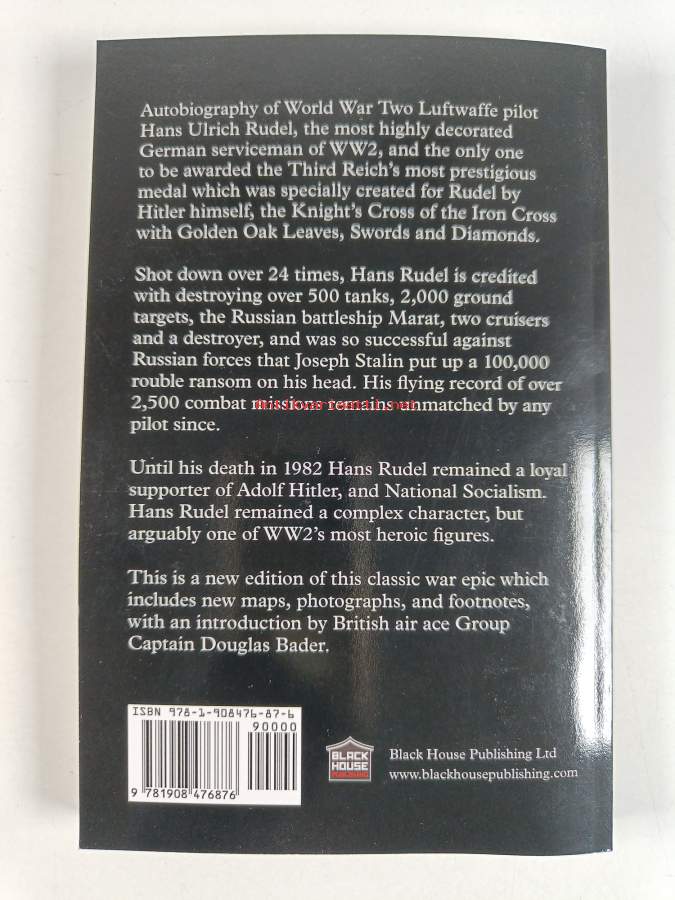 Autobiography of World War Two Luftwaffe pilot
Hans Ulrich Rudel, the most highly decorated
German serviceman of WW2, and the only one
to be awarded the Third Reich's most prestigious
medal which was specially created for Rudel by
Hitler himself, the Knight's Cross of the Iron Cross
with Golden Oak Leaves, Swords and Diamonds.
Shot down over 24 times, Hans Rudel is credited
with destroying over 500 tanks, 2,000 ground
targets, the Russian battleship Marat, two cruisers
and a destroyer, and was so successful against
Russian forces that Joseph Stalin put up a 100,000
rouble ransom on his head. His flying record of over
2,500 combat missions remains unmatched by any
pilot since.
Until his death in 1982 Hans Rudel remained a loyal
supporter of Adolf Hitler, and National Socialism.
Hans Rudel remained a complex character, but
arguably one of WW2's most heroic figures.
This is a new edition of this classic war epic which
includes new maps, photographs, and footnotes,
with an introduction by British air ace Group
Captain Douglas Bader.
ISBN 978-1-908476-87-6
90000
9 781908 476876
BLACK
HOUSE
PUBLISHING
Black House Publishing Ltd
www.blackhousepublishing.com